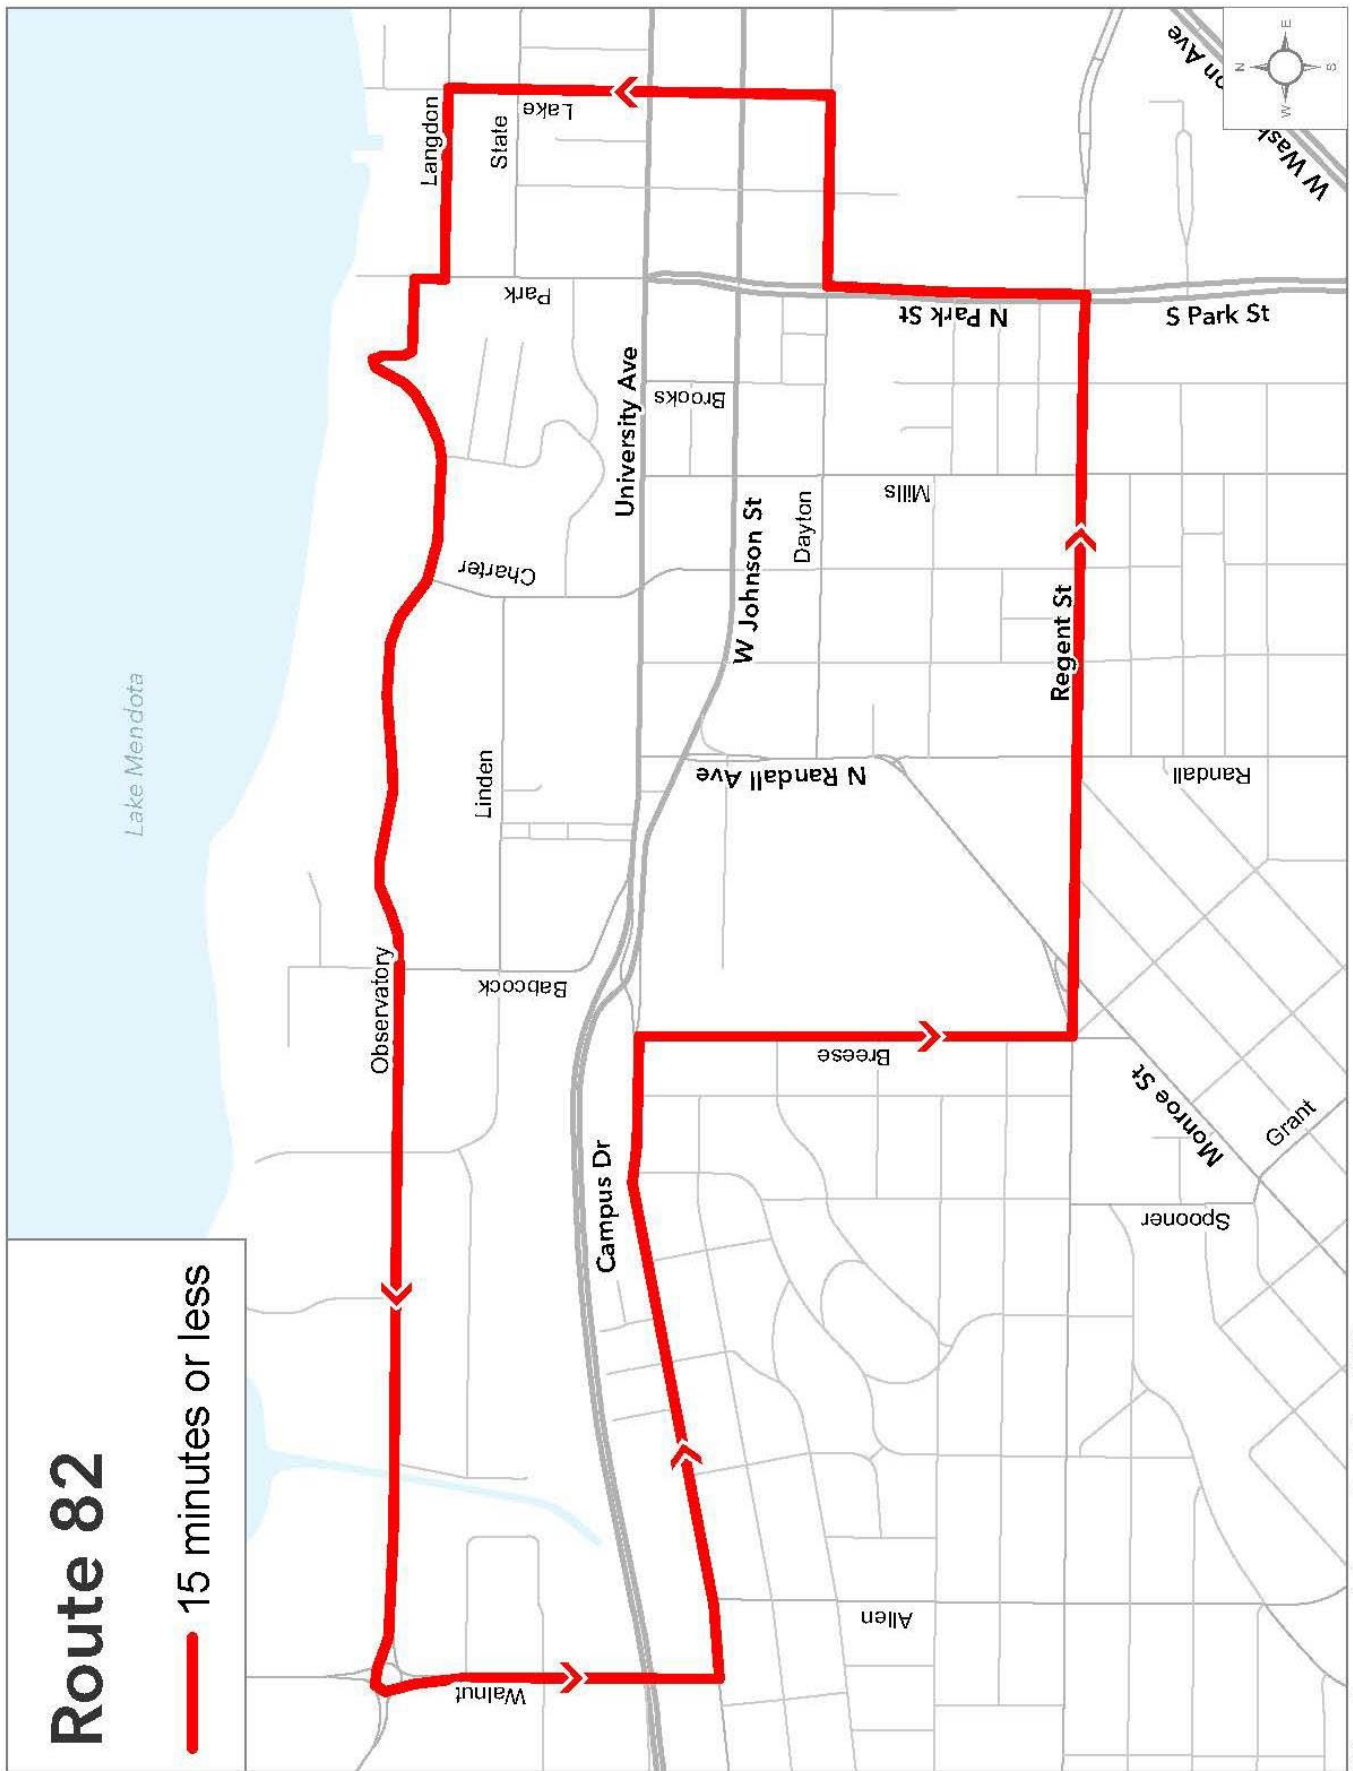 Route 82
15 minutes or less
Lake Mendota
Langdon
State
Lake
Park
University Ave
Brooks
N Park St
S Park St
W Washi
on Ave
N
E
S
W
Charter
W Johnson St
Dayton
Mills
Regent St
Linden
N Randall Ave
Randall
Observatory
Babcock
Campus Dr
Breese
Monroe St
Grant
Spooner
Walnut
Allen